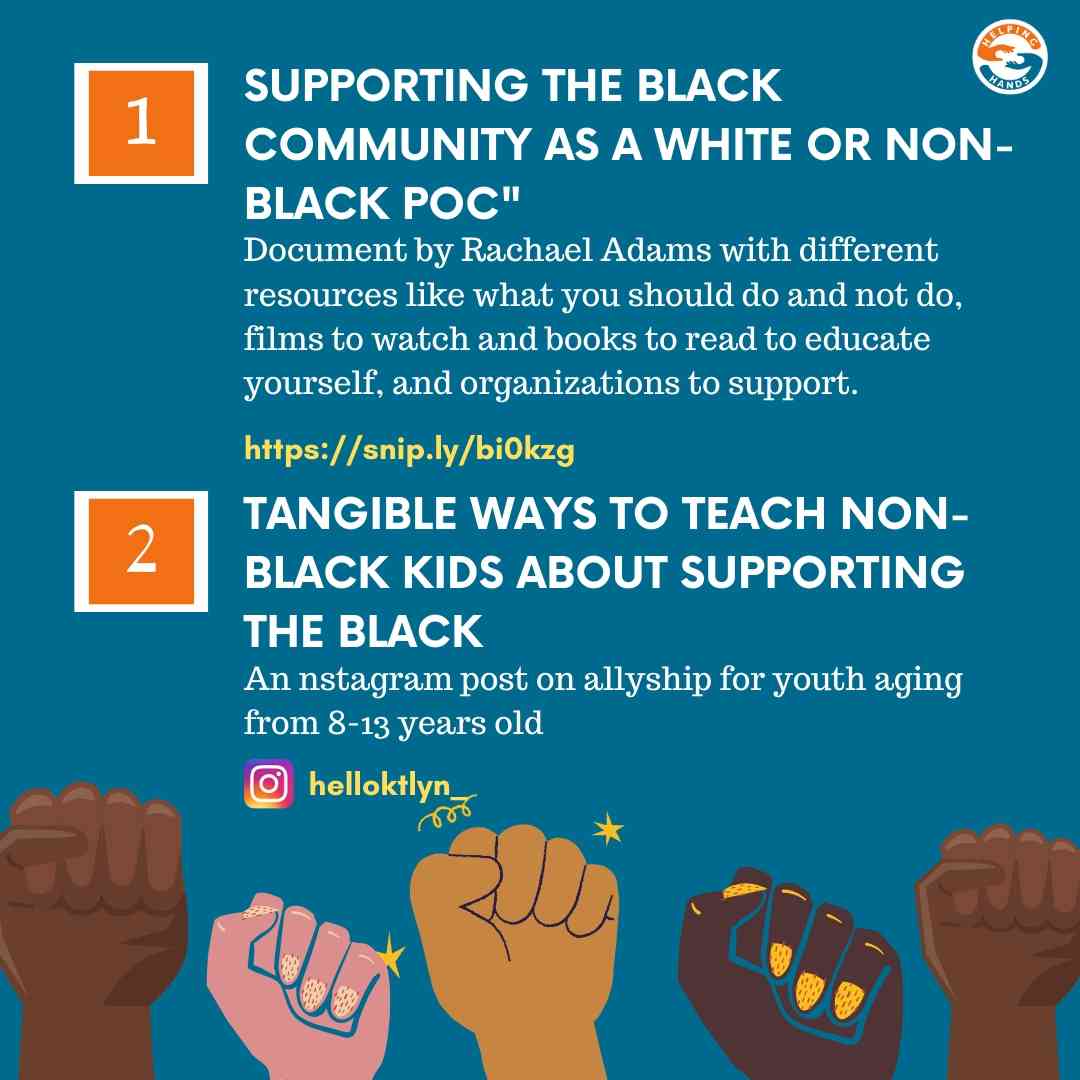 HELPING
HANDS
1
SUPPORTING THE BLACK
COMMUNITY AS A WHITE OR NON-
BLACK POC"
Document by Rachael Adams with different
resources like what you should do and not do,
films to watch and books to read to educate
yourself, and organizations to support.
https://snip.ly/bi0kzg
2
TANGIBLE WAYS TO TEACH NON-
BLACK KIDS ABOUT SUPPORTING
THE BLACK
An nstagram post on allyship for youth aging
from 8-13 years old
helloktlyn_